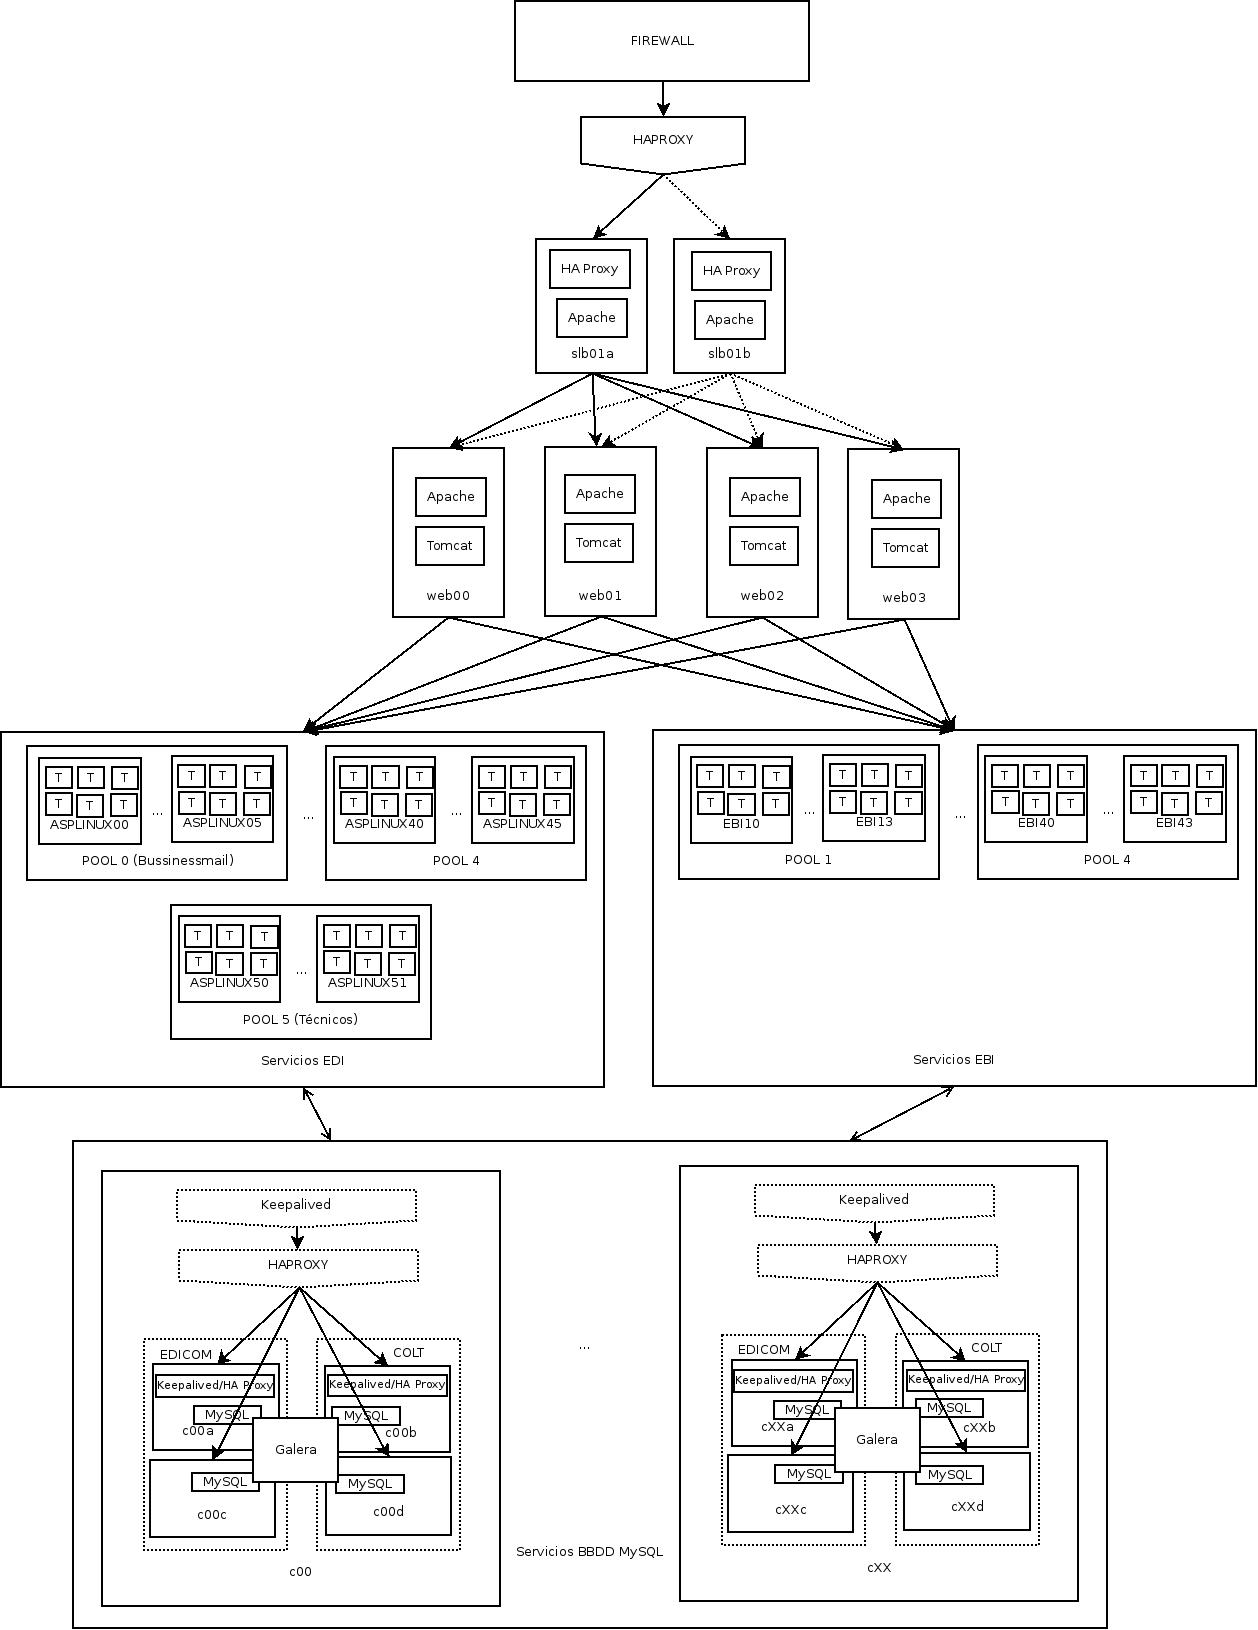 FIREWALL
HAPROXY
HA Proxy
Apache
slb01a
HA Proxy
Apache
slb01b
Apache
Tomcat
web00
Apache
Tomcat
web01
Apache
Tomcat
web02
Apache
Tomcat
web03
T T T
T T T
ASPLINUX00
...
T T T
T T T
ASPLINUX05
POOL 0 (Bussinessmail)
...
T T T
T T T
ASPLINUX40
...
T T T
T T T
ASPLINUX45
POOL 4
T T T
T T T
ASPLINUX50
...
T T T
T T T
ASPLINUX51
POOL 5 (Técnicos)
Servicios EDI
T T T
T T T
EBI10
...
T T T
T T T
EBI13
POOL 1
...
T T T
T T T
EBI40
...
T T T
T T T
EBI43
POOL 4
Servicios EBI
Keepalived
HAPROXY
EDICOM
Keepalived/HA Proxy
MySQL
c00a
MySQL
c00c
COLT
Keepalived/HA Proxy
MySQL
c00b
MySQL
c00d
Galera
c00
...
Servicios BBDD MySQL
Keepalived
HAPROXY
EDICOM
Keepalived/HA Proxy
MySQL
cXXa
MySQL
cXXc
COLT
Keepalived/HA Proxy
MySQL
cXXb
MySQL
cXXd
Galera
cXX